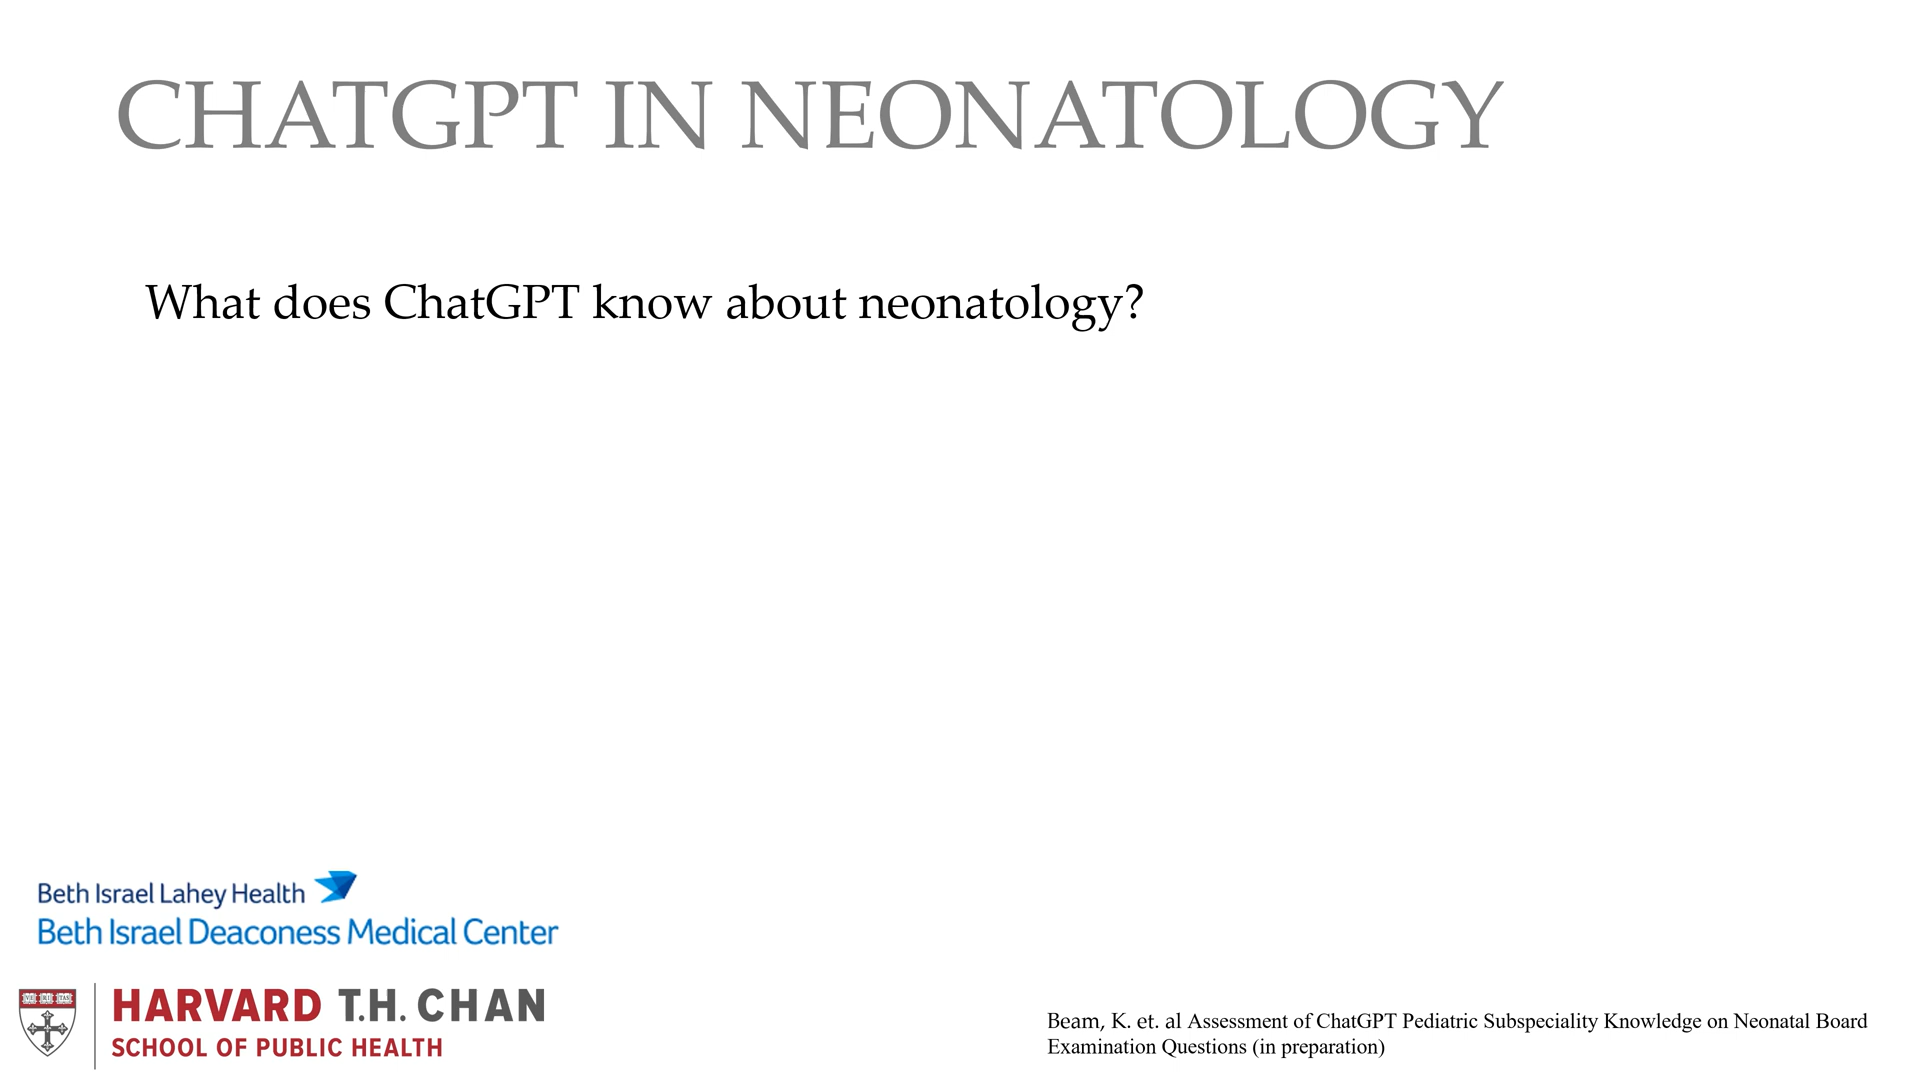 CHATGPT IN NEONATOLOGY
What does ChatGPT know about neonatology?
Beth Israel Lahey Health
Beth Israel Deaconess Medical Center
VE RI TAS
HARVARD T.H. CHAN
SCHOOL OF PUBLIC HEALTH
Beam, K. et. al Assessment of ChatGPT Pediatric Subspeciality Knowledge on Neonatal Board
Examination Questions (in preparation)